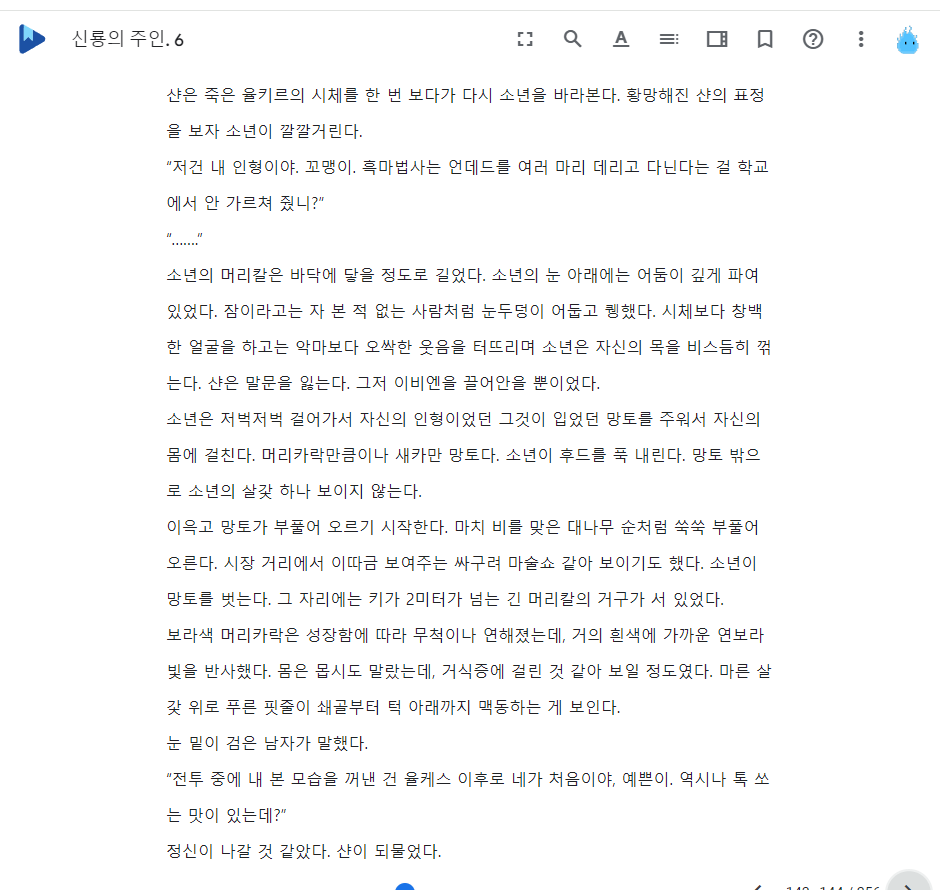 신룡의 주인. 6
샨은 죽은 율키르의 시체를 한 번 보다가 다시 소년을 바라본다. 황망해진 샨의 표정
을 보자 소년이 깔깔거린다.
“저건 내 인형이야. 꼬맹이. 흑마법사는 언데드를 여러 마리 데리고 다닌다는 걸 학교
에서 안 가르쳐 줬니?”
“…….”
소년의 머리칼은 바닥에 닿을 정도로 길었다. 소년의 눈 아래에는 어둠이 깊게 파여
있었다. 잠이라고는 자 본 적 없는 사람처럼 눈두덩이 어둡고 퀭했다. 시체보다 창백
한 얼굴을 하고는 악마보다 오싹한 웃음을 터뜨리며 소년은 자신의 목을 비스듬히 꺾
는다. 샨은 말문을 잃는다. 그저 이비엔을 끌어안을 뿐이었다.
소년은 저벅저벅 걸어가서 자신의 인형이었던 그것이 입었던 망토를 주워서 자신의
몸에 걸친다. 머리카락만큼이나 새카만 망토다. 소년이 후드를 푹 내린다. 망토 밖으
로 소년의 살갗 하나 보이지 않는다.
이윽고 망토가 부풀어 오르기 시작한다. 마치 비를 맞은 대나무 순처럼 쑥쑥 부풀어
오른다. 시장 거리에서 이따금 보여주는 싸구려 마술쇼 같아 보이기도 했다. 소년이
망토를 벗는다. 그 자리에는 키가 2미터가 넘는 긴 머리칼의 거구가 서 있었다.
보라색 머리카락은 성장함에 따라 무척이나 연해졌는데, 거의 흰색에 가까운 연보라
빛을 반사했다. 몸은 몹시도 말랐는데, 거식증에 걸린 것 같아 보일 정도였다. 마른 살
갗 위로 푸른 핏줄이 쇄골부터 턱 아래까지 맥동하는 게 보인다.
눈 밑이 검은 남자가 말했다.
“전투 중에 내 본 모습을 꺼낸 건 율케스 이후로 네가 처음이야, 예쁜이. 역시나 톡 쏘
는 맛이 있는데?”
정신이 나갈 것 같았다. 샨이 되물었다.